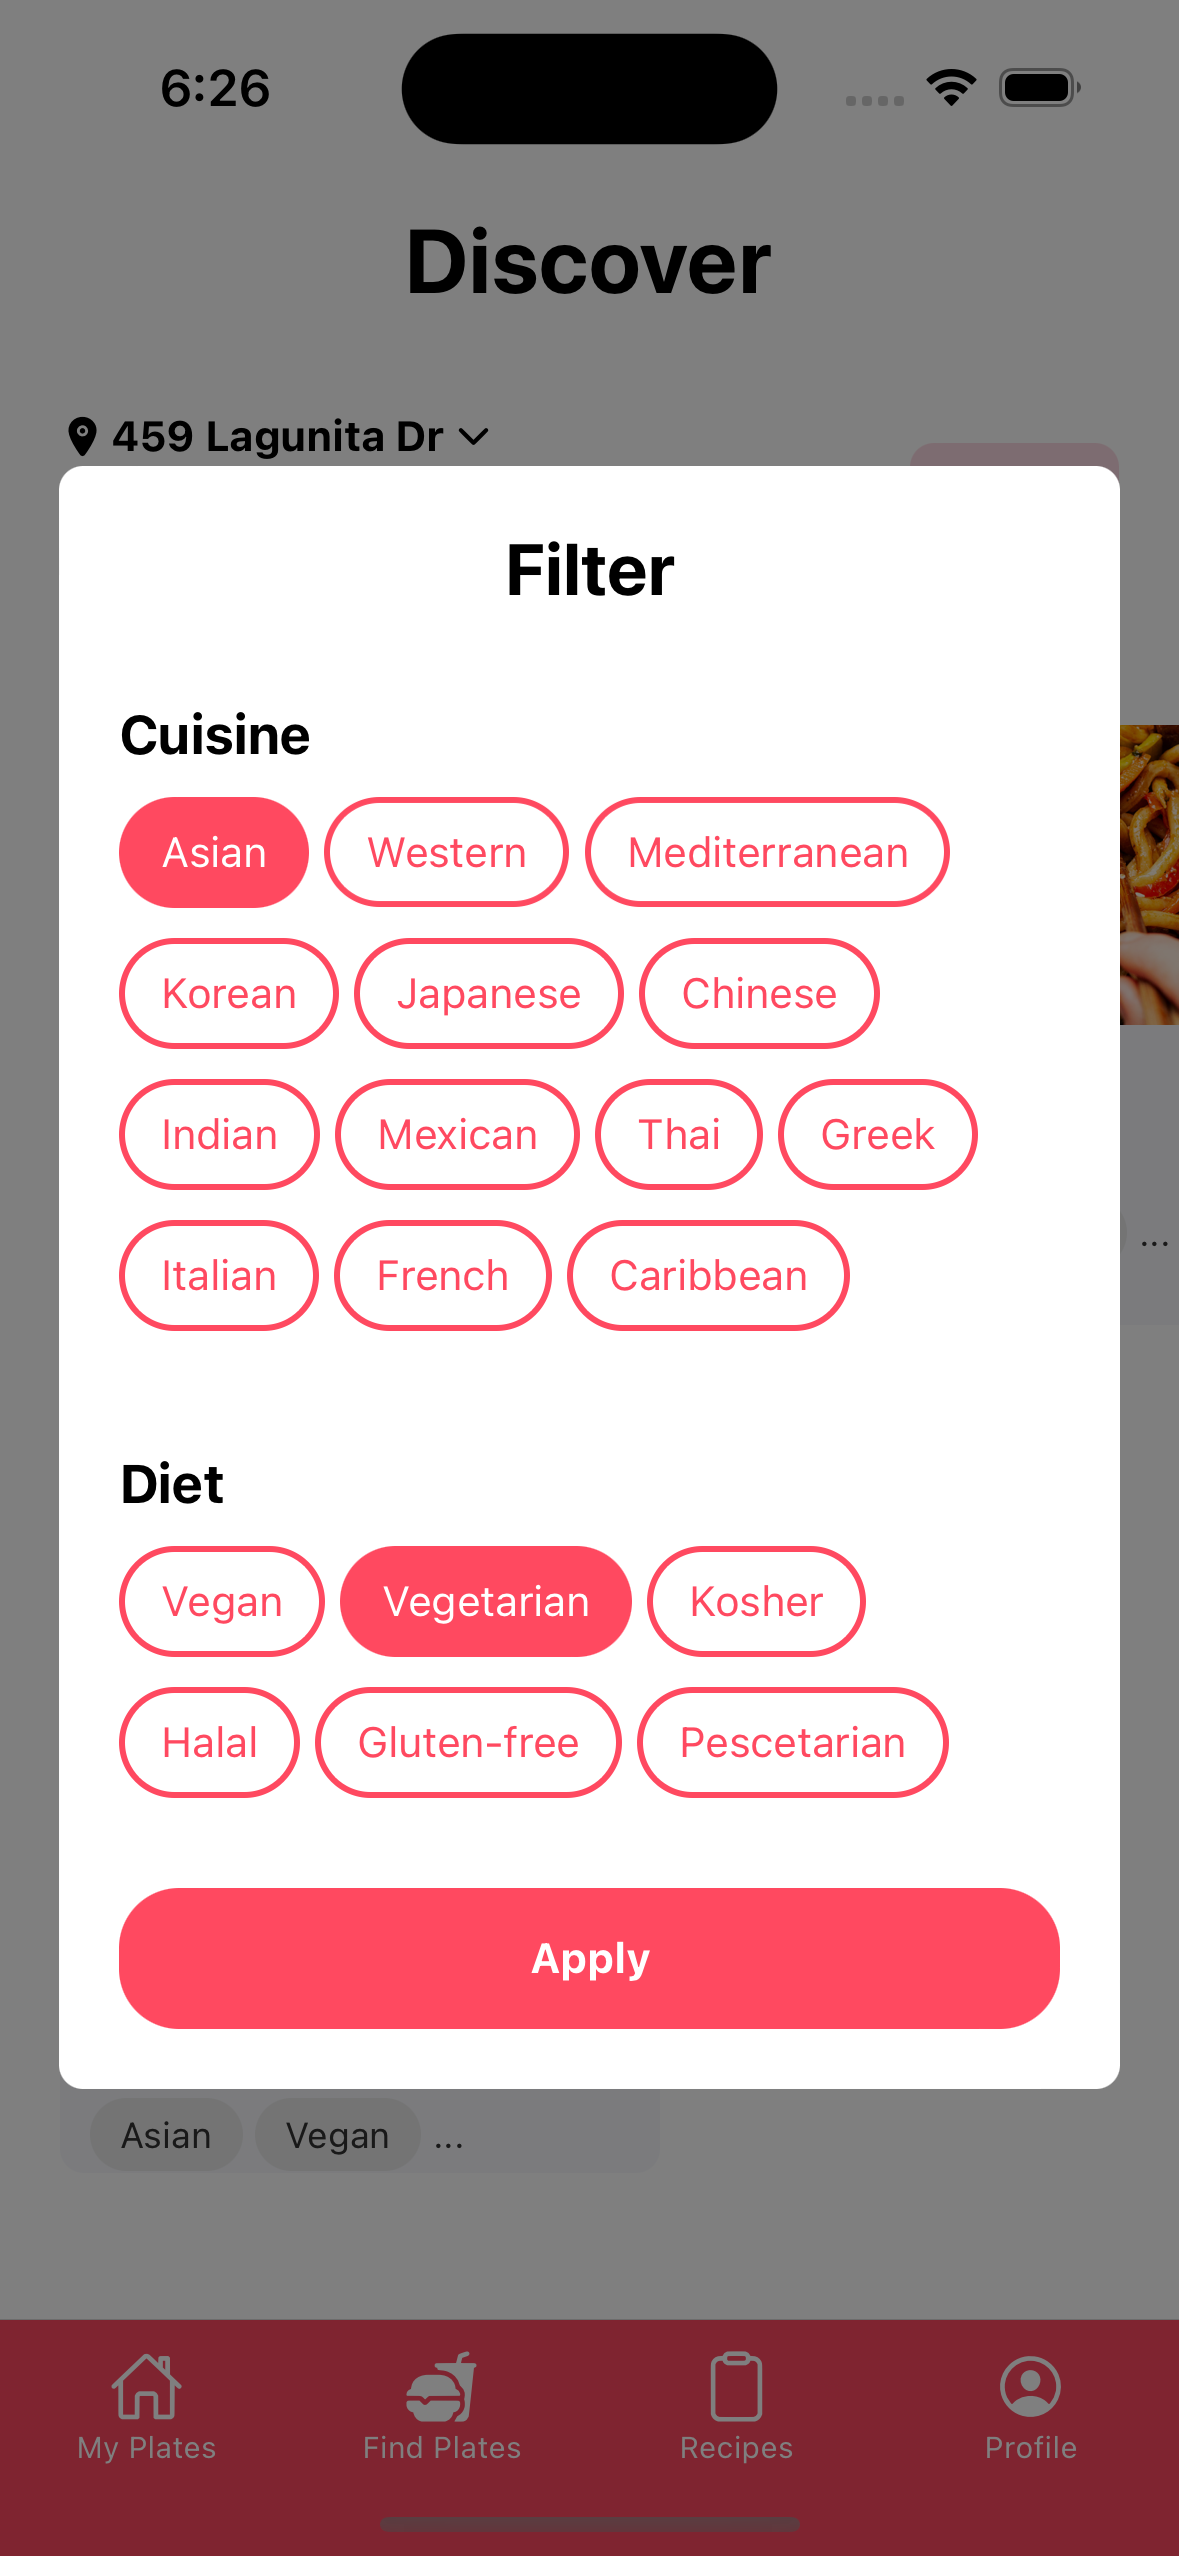 6:26
Discover
459 Lagunita Dr
Filter
Cuisine
Asian Western Mediterranean
Korean Japanese Chinese
Indian Mexican Thai Greek
...
Italian French Caribbean
Diet
Vegan Vegetarian Kosher
Halal Gluten-free Pescetarian
Apply
Asian Vegan ...
My Plates Find Plates Recipes Profile